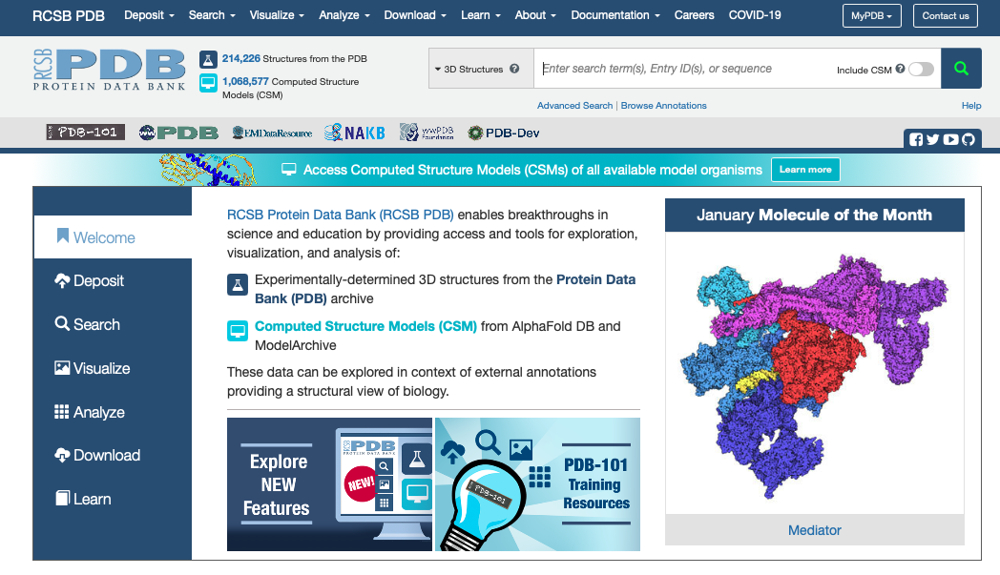 RCSB PDB Deposit Search Visualize Analyze Download Learn About Documentation Careers COVID-19 MyPDB Contact us
RCSB PDB
PROTEIN DATA BANK
214,226 Structures from the PDB
1,068,577 Computed Structure
Models (CSM)
3D Structures
Enter search term(s), Entry ID(s), or sequence
Include CSM
Advanced Search | Browse Annotations
Help
PDB-101
wwPDB
EMDataResource
NAKB
wwPDB
Foundation
PDB-Dev
Access Computed Structure Models (CSMs) of all available model organisms
Learn more
Welcome
Deposit
Search
Visualize
Analyze
Download
Learn
RCSB Protein Data Bank (RCSB PDB) enables breakthroughs in
science and education by providing access and tools for exploration,
visualization, and analysis of:
Experimentally-determined 3D structures from the Protein Data
Bank (PDB) archive
Computed Structure Models (CSM) from AlphaFold DB and
ModelArchive
These data can be explored in context of external annotations
providing a structural view of biology.
Explore
NEW
Features
PDB
PROTEIN DATA BANK
NEW!
PDB-101
PDB-101
Training
Resources
January Molecule of the Month
Mediator